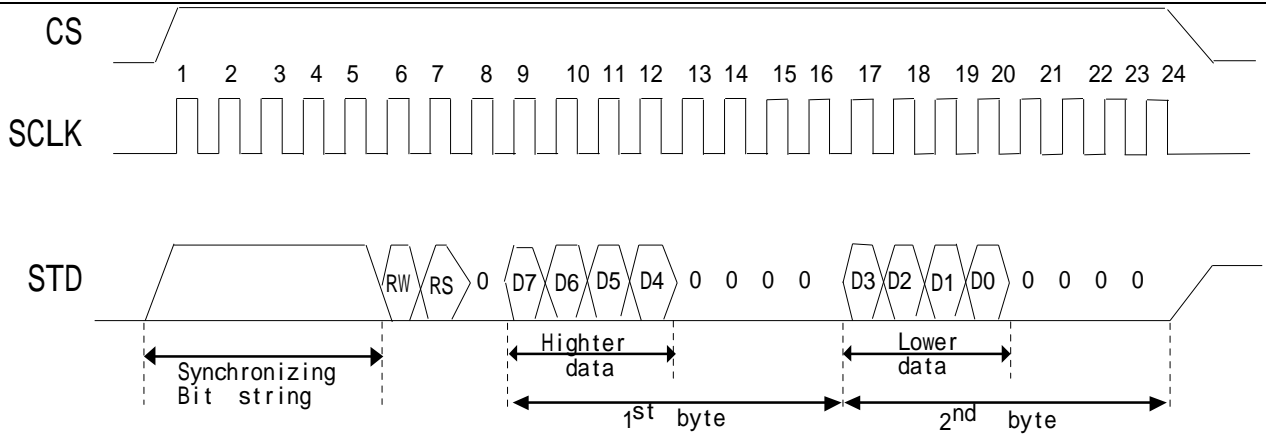 CS
1 2 3 4 5 6 7 8 9 10 11 12 13 14 15 16 17 18 19 20 21 22 23 24
SCLK
STD RW RS 0 D7 D6 D5 D4 0 0 0 0 D3 D2 D1 D0 0 0 0 0
Highter data
Lower data
Synchronizing
Bit string
1st byte
2nd byte